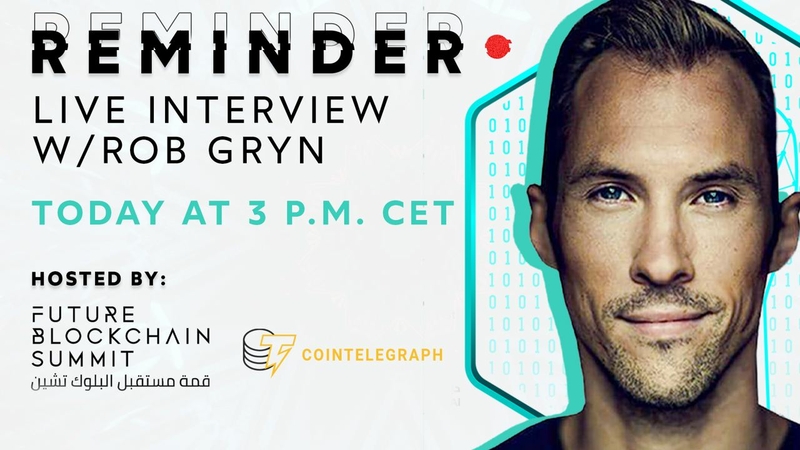 REMINDER
REMINDER
LIVE INTERVIEW
W/ROB GRYN
TODAY AT 3 P.M. CET
HOSTED BY:
FUTURE
BLOCKCHAIN
SUMMIT
قمة مستقبل البلوك تشين
COINTELEGRAPH